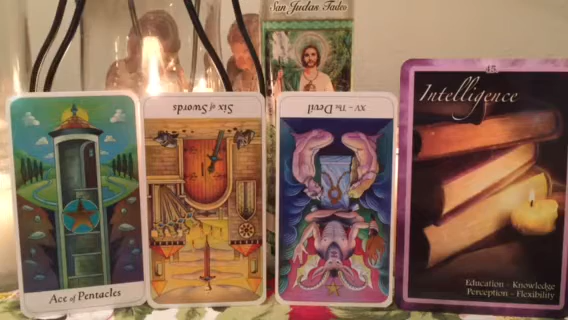 San Judas Tadeo
Ace of Pentacles
Six of Swords
XV - The Devil
45
Intelligence
Education - Knowledge
Perception - Flexibility